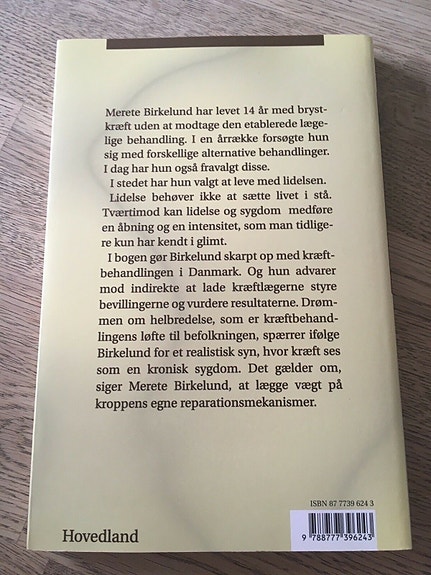 Merete Birkelund har levet 14 år med bryst-
kræft uden at modtage den etablerede læge-
lige behandling. I en årrække forsøgte hun
sig med forskellige alternative behandlinger.
I dag har hun også fravalgt disse.
I stedet har hun valgt at leve med lidelsen.
Lidelse behøver ikke at sætte livet i stå.
Tværtimod kan lidelse og sygdom medføre
en åbning og en intensitet, som man tidlige-
re kun har kendt i glimt.
I bogen gør Birkelund skarpt op med kræft-
behandlingen i Danmark. Og hun advarer
mod indirekte at lade kræftlægerne styre
bevillingerne og vurdere resultaterne. Drøm-
men om helbredelse, som er kræftbehand-
lingens løfte til befolkningen, spærrer ifølge
Birkelund for et realistisk syn, hvor kræft ses
som en kronisk sygdom. Det gælder om,
siger Merete Birkelund, at lægge vægt på
kroppens egne reparationsmekanismer.
ISBN 87 7739 624 3
9 788777 396243
Hovedland